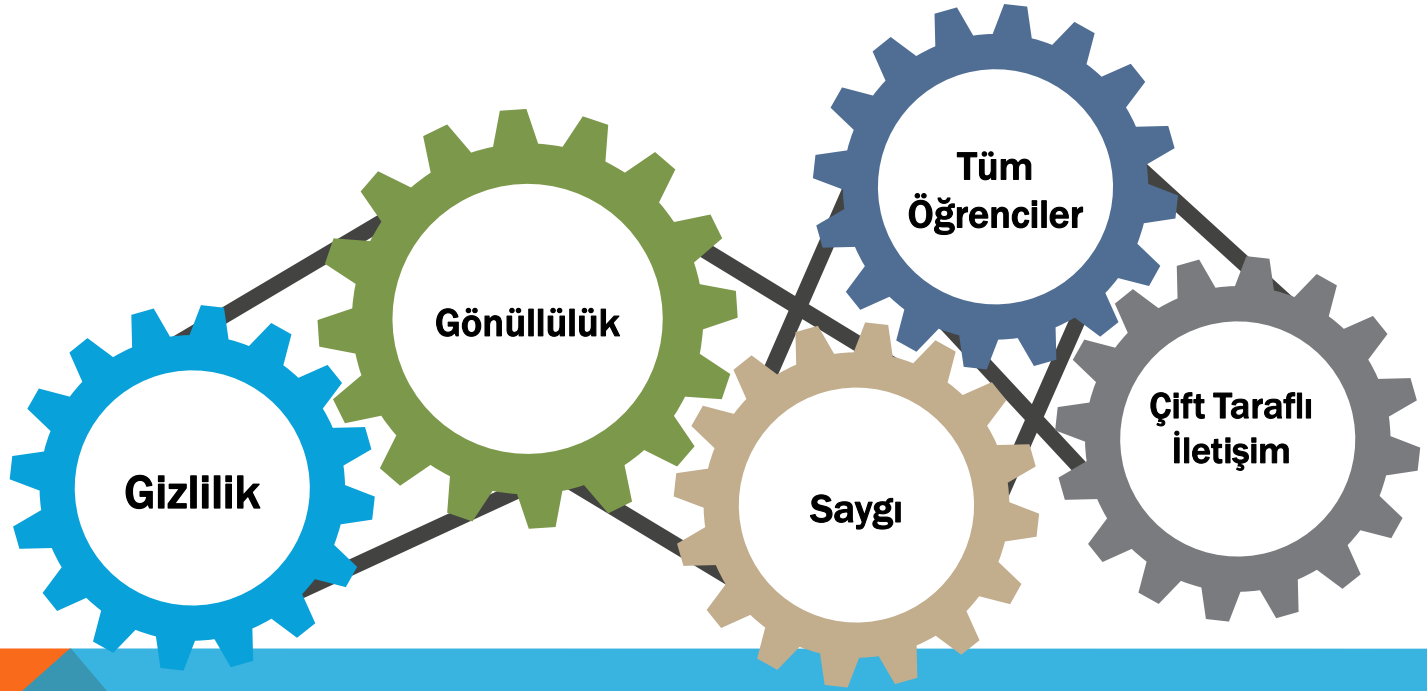 Gizlilik
Gönüllülük
Saygı
Tüm
Öğrenciler
Çift Taraflı
İletişim